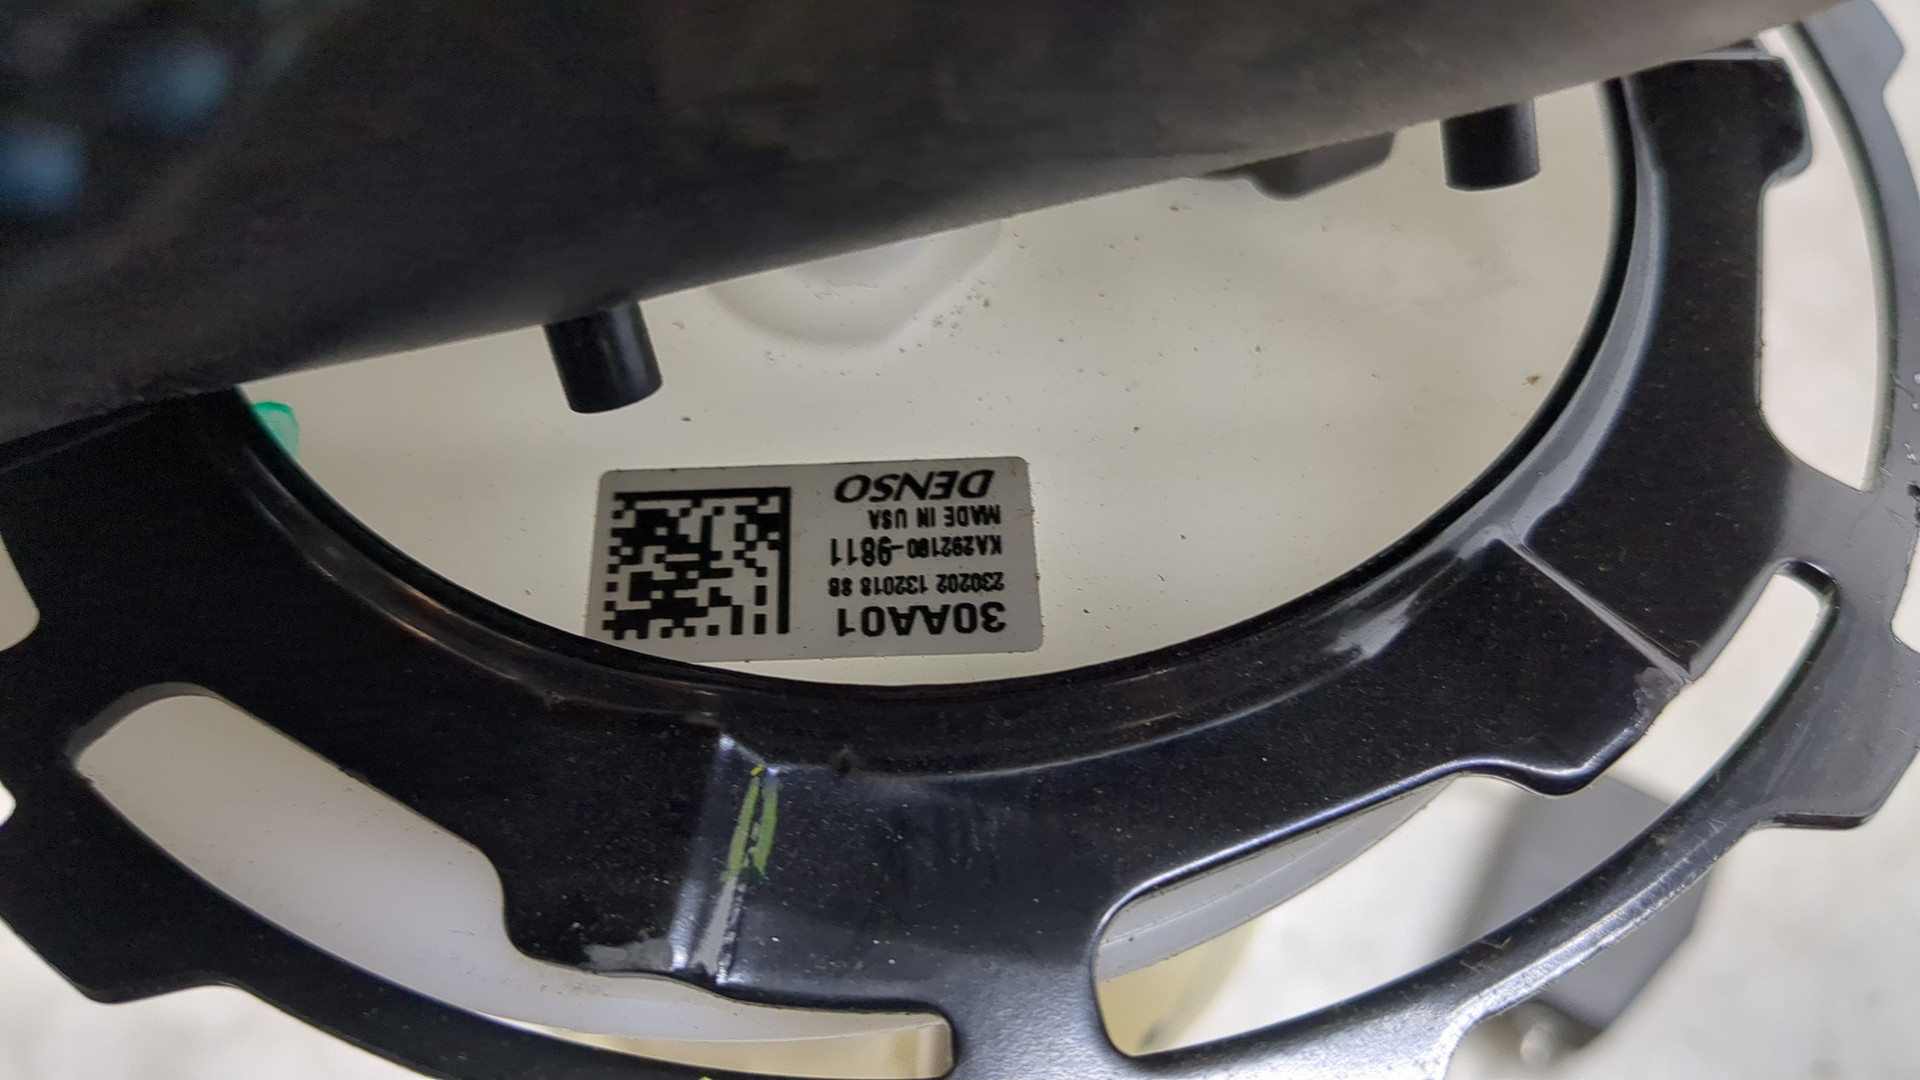 30AA01
230202 132018 8B
KA292180-9811
MADE IN USA
DENSO